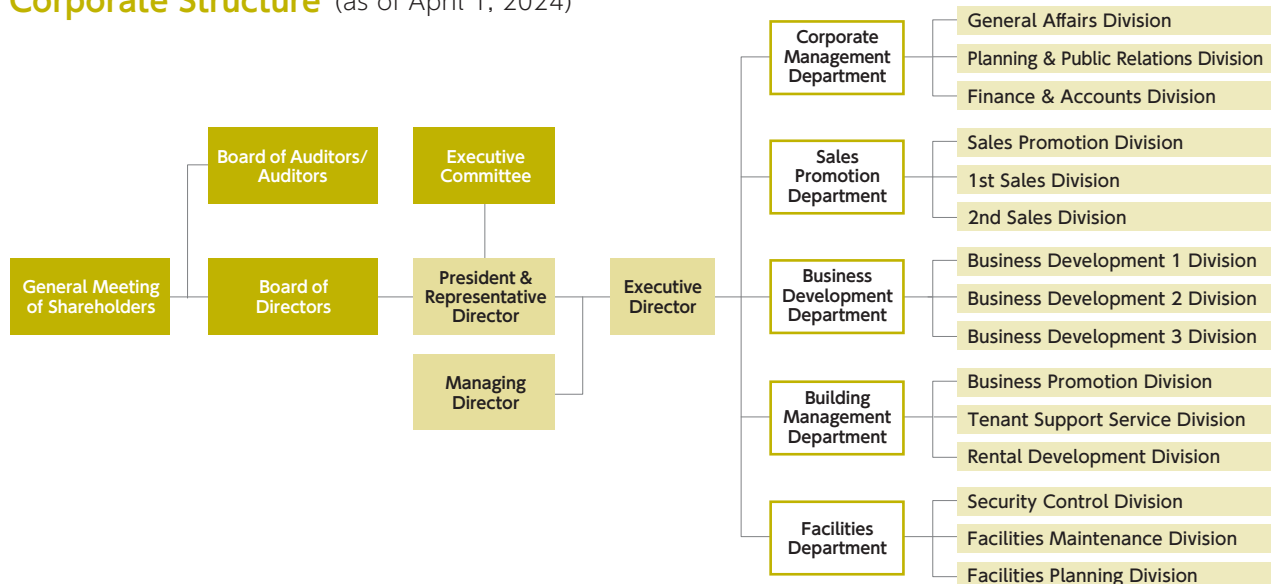 Corporate Structure (as of April 1, 2024)
General Meeting
of Shareholders
Board of Auditors/
Auditors
Board of
Directors
Executive
Committee
President &
Representative
Director
Managing
Director
Executive
Director
Corporate
Management
Department
General Affairs Division
Planning & Public Relations Division
Finance & Accounts Division
Sales
Promotion
Department
Sales Promotion Division
1st Sales Division
2nd Sales Division
Business
Development
Department
Business Development 1 Division
Business Development 2 Division
Business Development 3 Division
Building
Management
Department
Business Promotion Division
Tenant Support Service Division
Rental Development Division
Facilities
Department
Security Control Division
Facilities Maintenance Division
Facilities Planning Division